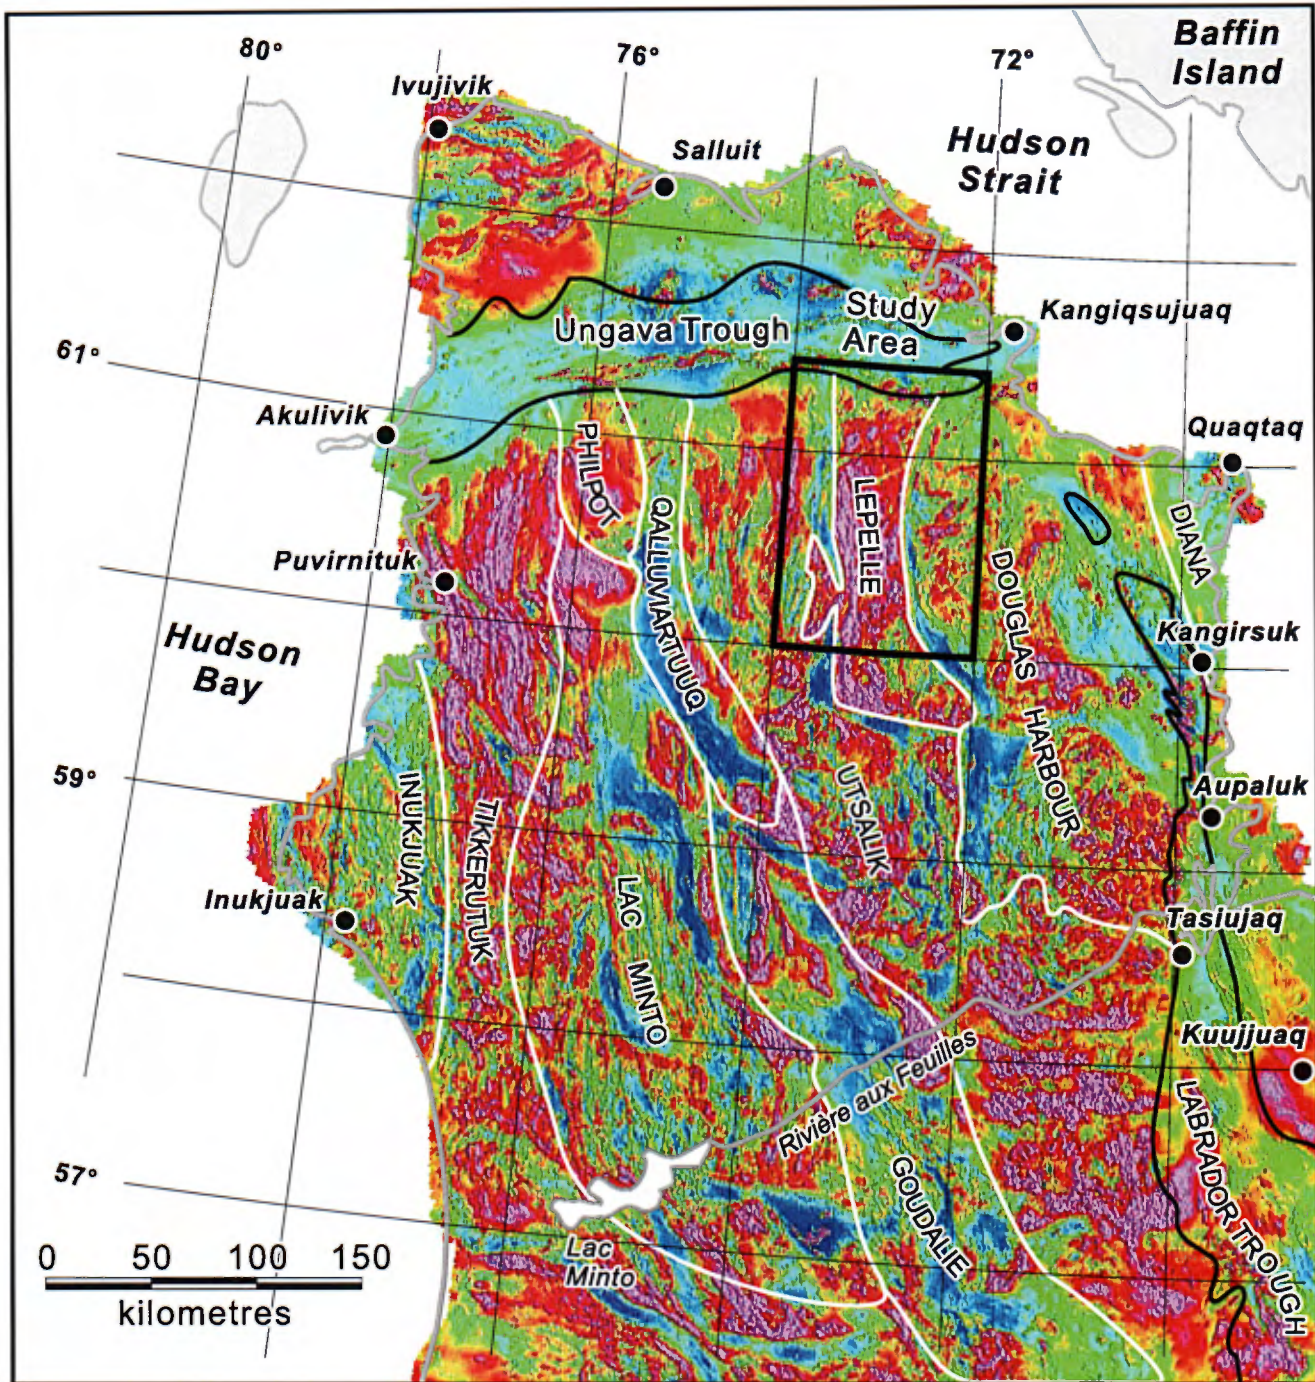 Baffin
Island
80°
76°
72°
Ivujivik
Salluit
Hudson
Strait
Study
Area
Ungava Trough
Kangiqsujuaq
61°
Akulivik
Quaqtaq
PHILPOT
QALLUVIARTUUQ
LEPELLE
DIANA
Puvirnituk
DOUGLAS HARBOUR
Kangirsuk
Hudson
Bay
59°
INUKJUAK
TIKKERUTUK
UTSALIK
Aupaluk
Inukjuak
LAC MINTO
Tasiujaq
Kuujjuaq
Rivière aux Feuilles
57°
GOUDALIE
LABRADOR TROUGH
Lac
Minto
0 50 100 150
kilometres